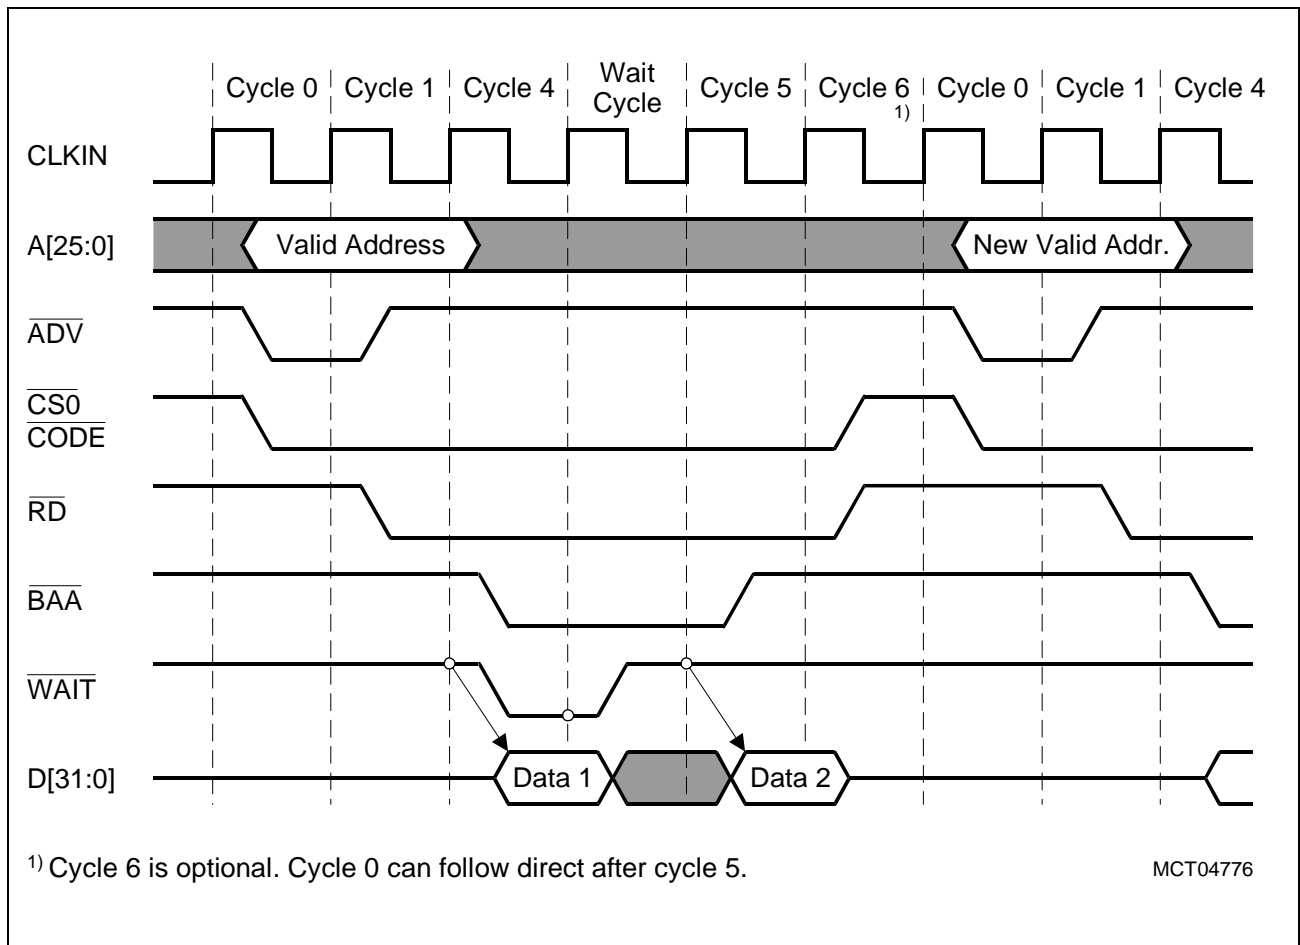 Cycle 0 Cycle 1 Cycle 4 Wait Cycle Cycle 5 Cycle 6 1) Cycle 0 Cycle 1 Cycle 4
CLKIN
A[25:0] Valid Address New Valid Addr.
ADV
CS0
CODE
RD
BAA
WAIT
D[31:0] Data 1 Data 2
1) Cycle 6 is optional. Cycle 0 can follow direct after cycle 5. MCT04776